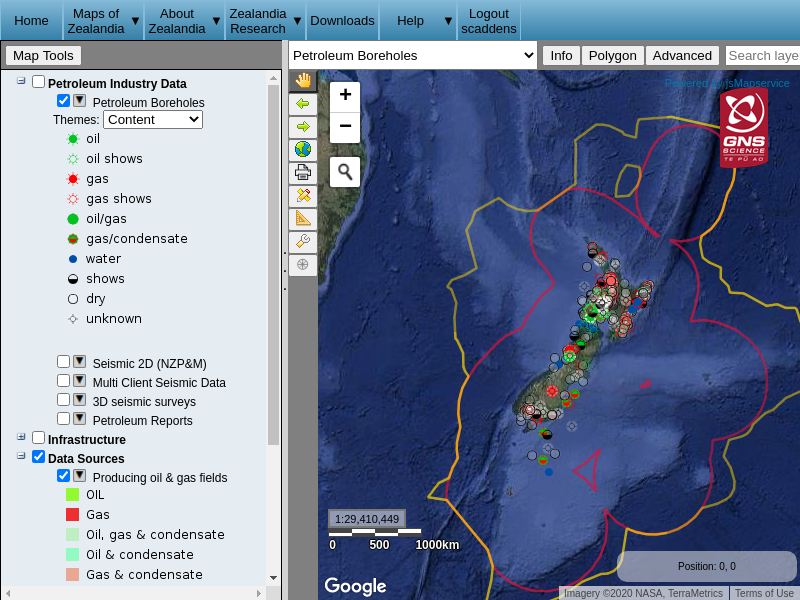 Home
Maps of Zealandia ▼
About Zealandia ▼
Zealandia Research ▼
Downloads
Help ▼
Logout scaddens
Map Tools
Petroleum Boreholes
Info
Polygon
Advanced
Search laye
Petroleum Industry Data
Petroleum Boreholes
Themes: Content
oil
oil shows
gas
gas shows
oil/gas
gas/condensate
water
shows
dry
unknown
Seismic 2D (NZP&M)
Multi Client Seismic Data
3D seismic surveys
Petroleum Reports
Infrastructure
Data Sources
Producing oil & gas fields
OIL
Gas
Oil, gas & condensate
Oil & condensate
Gas & condensate
+
−
Powered by jsMapservice
GNS
SCIENCE
TE PŪ AO
1:29,410,449
0 500 1000km
Google
Position: 0, 0
Imagery ©2020 NASA, TerraMetrics
Terms of Use